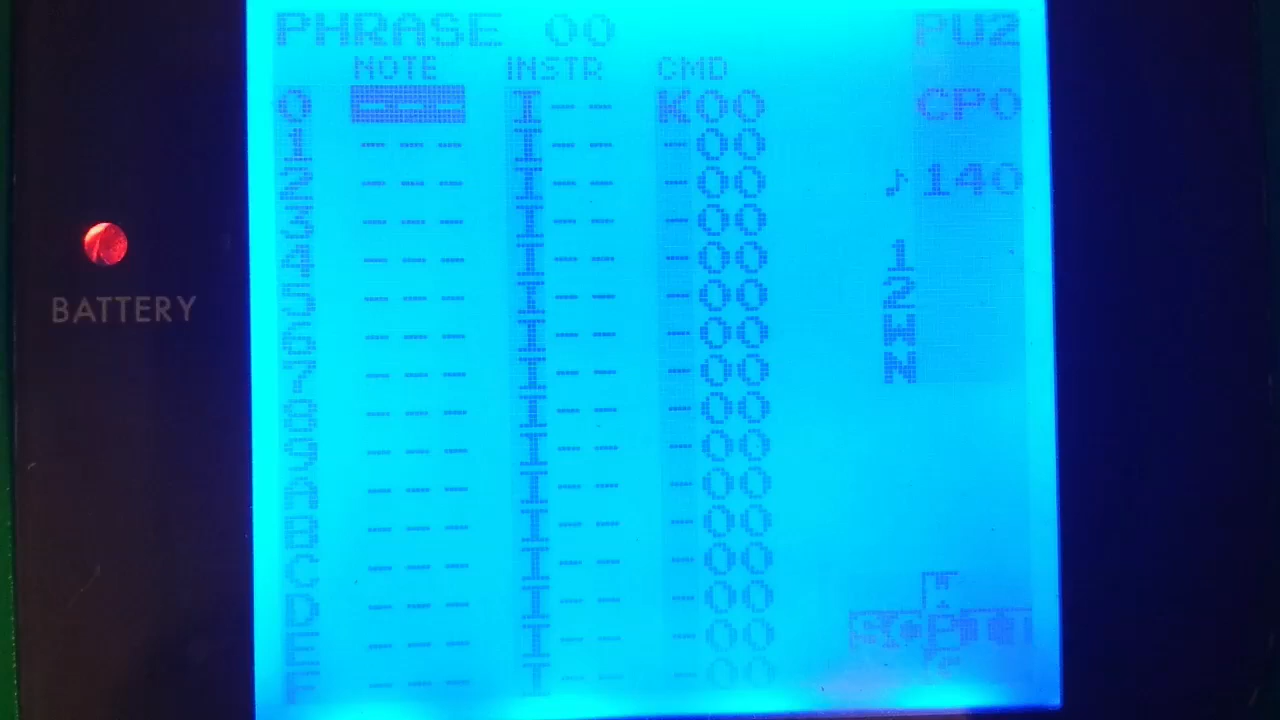 PHRASE 00 PU2
NOTE INSTR CMD
0 --- I-- K00 CPU
1 --- I-- -00
2 --- I-- -00 ♪ 140
3 --- I-- -00
4 --- I-- -00 1
5 --- I-- -00 2
6 --- I-- -00 W
7 --- I-- -00 N
8 --- I-- -00
9 --- I-- -00
A --- I-- -00
B --- I-- -00
C --- I-- -00
D --- I-- -00
E --- I-- -00
F --- I-- -00
BATTERY